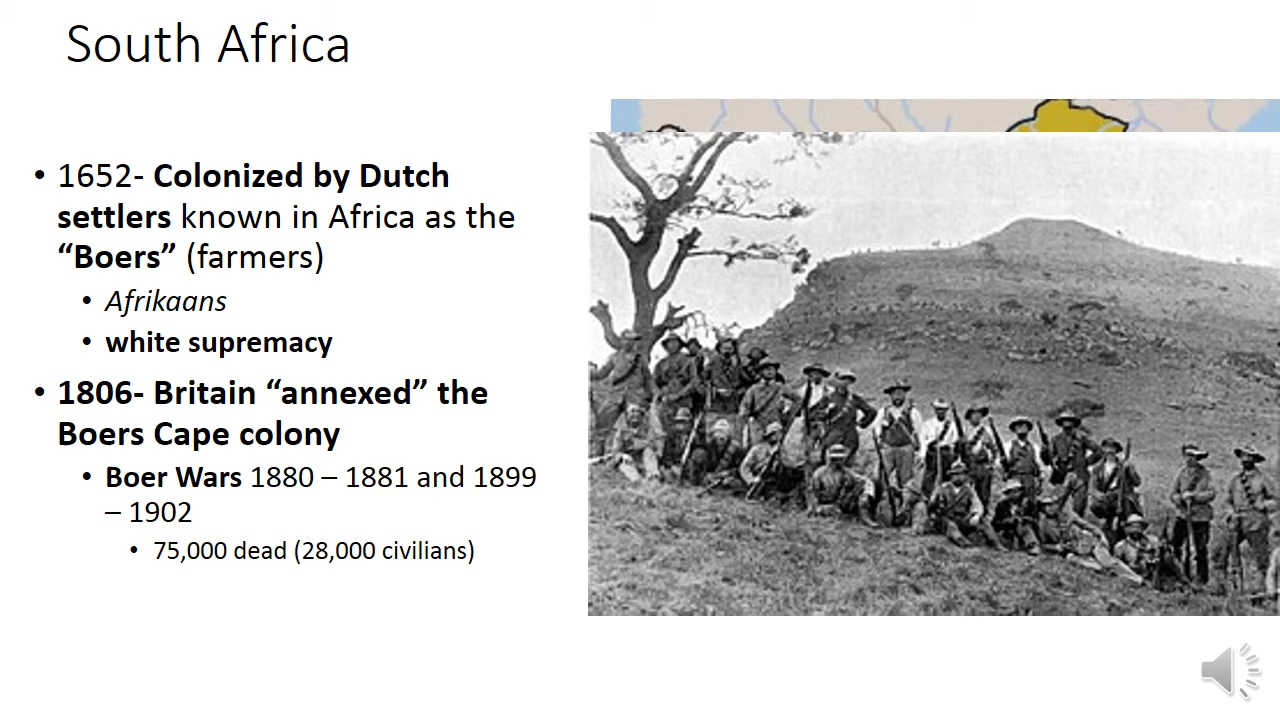 South Africa
• 1652- Colonized by Dutch
settlers known in Africa as the
“Boers” (farmers)
• Afrikaans
• white supremacy
• 1806- Britain “annexed” the
Boers Cape colony
• Boer Wars 1880 – 1881 and 1899
– 1902
• 75,000 dead (28,000 civilians)